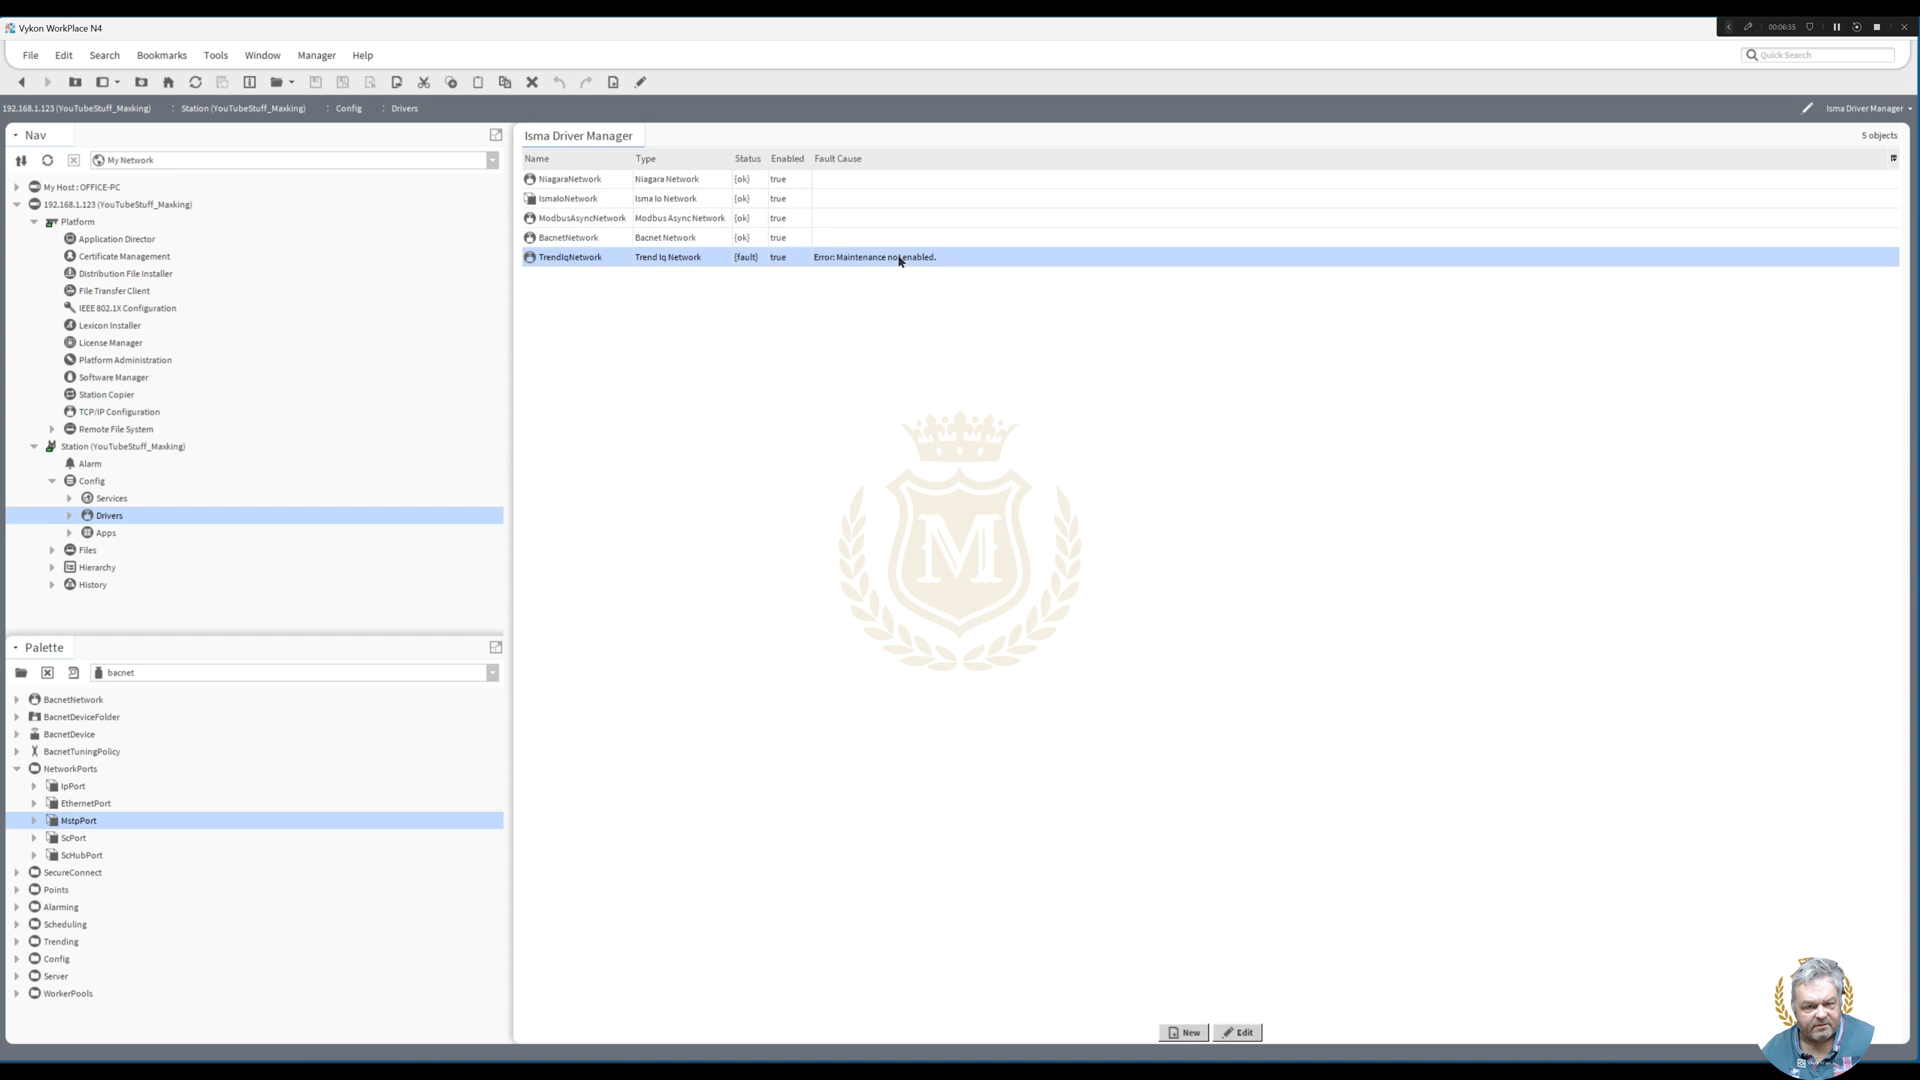 Vykon WorkPlace N4
00:06:35
File Edit Search Bookmarks Tools Window Manager Help
Quick Search
192.168.1.123 (YouTubeStuff_Maxking) : Station (YouTubeStuff_Maxking) : Config : Drivers
Isma Driver Manager
Nav
My Network
My Host : OFFICE-PC
192.168.1.123 (YouTubeStuff_Maxking)
Platform
Application Director
Certificate Management
Distribution File Installer
File Transfer Client
IEEE 802.1X Configuration
Lexicon Installer
License Manager
Platform Administration
Software Manager
Station Copier
TCP/IP Configuration
Remote File System
Station (YouTubeStuff_Maxking)
Alarm
Config
Services
Drivers
Apps
Files
Hierarchy
History
Palette
bacnet
BacnetNetwork
BacnetDeviceFolder
BacnetDevice
BacnetTuningPolicy
NetworkPorts
IpPort
EthernetPort
MstpPort
ScPort
ScHubPort
SecureConnect
Points
Alarming
Scheduling
Trending
Config
Server
WorkerPools
Isma Driver Manager
5 objects
Name Type Status Enabled Fault Cause
NiagaraNetwork Niagara Network {ok} true
IsmaIoNetwork Isma Io Network {ok} true
ModbusAsyncNetwork Modbus Async Network {ok} true
BacnetNetwork Bacnet Network {ok} true
TrendIqNetwork Trend Iq Network {fault} true Error: Maintenance not enabled.
M
New Edit